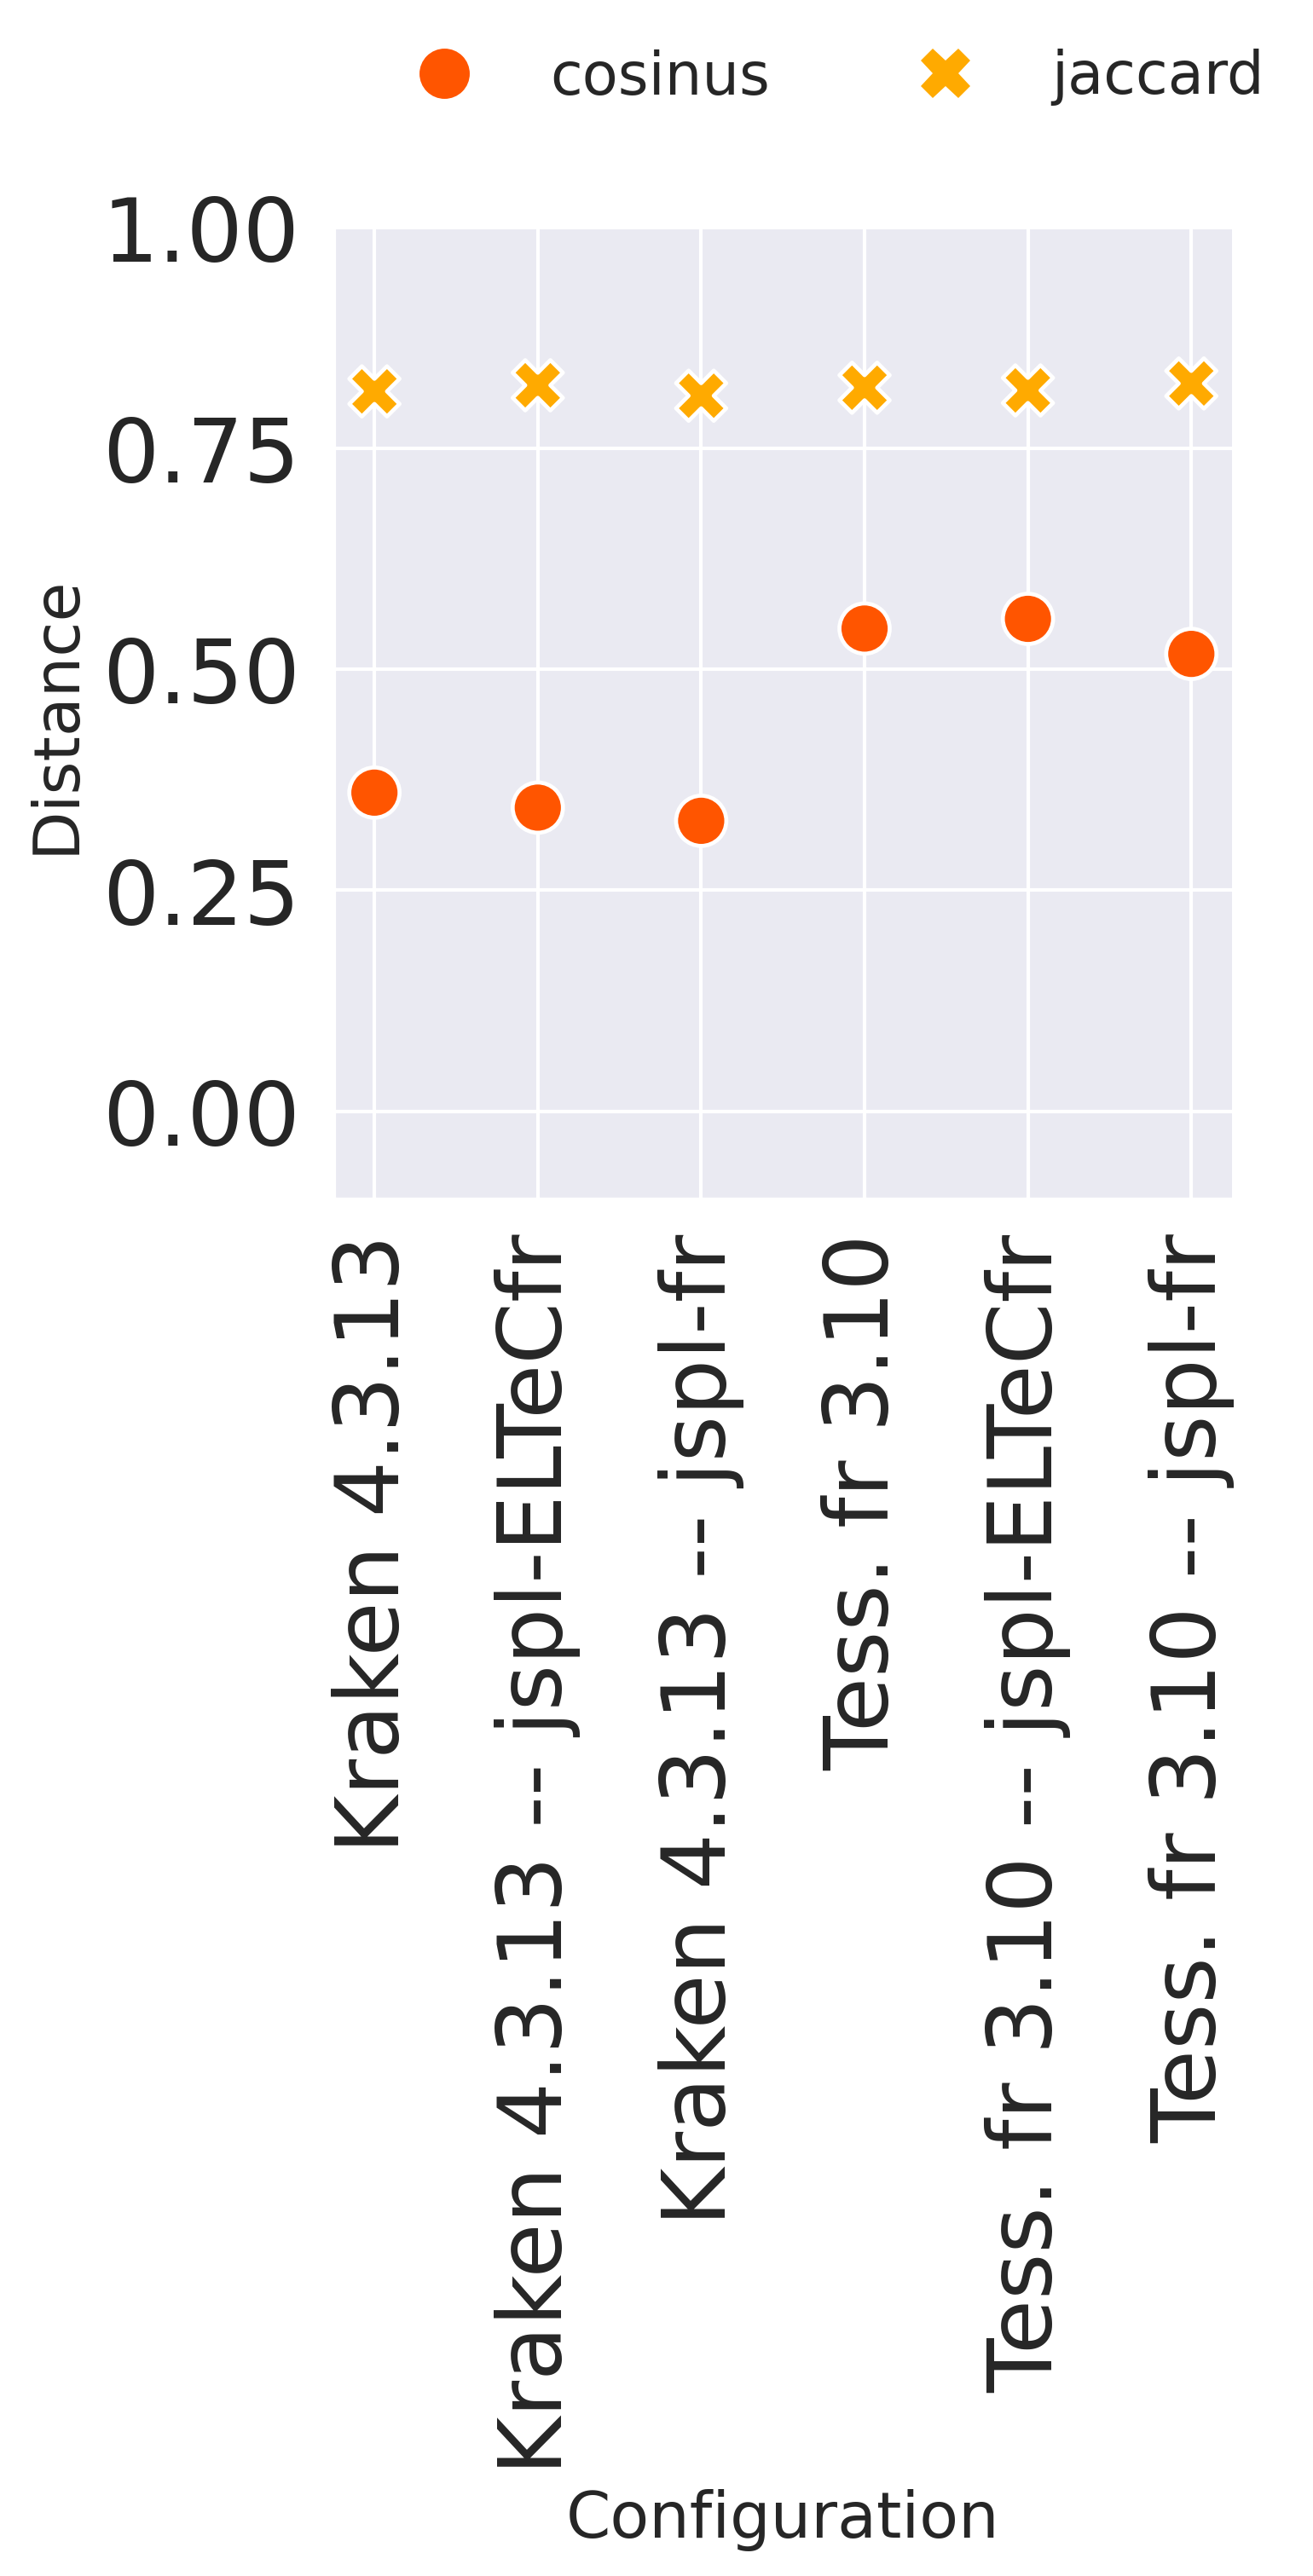 cosinus jaccard
1.00
0.75
0.50
0.25
0.00
Distance
Kraken 4.3.13
Kraken 4.3.13 -- jspl-ELTeCfr
Kraken 4.3.13 -- jspl-fr
Tess. fr 3.10
Tess. fr 3.10 -- jspl-ELTeCfr
Tess. fr 3.10 -- jspl-fr
Configuration